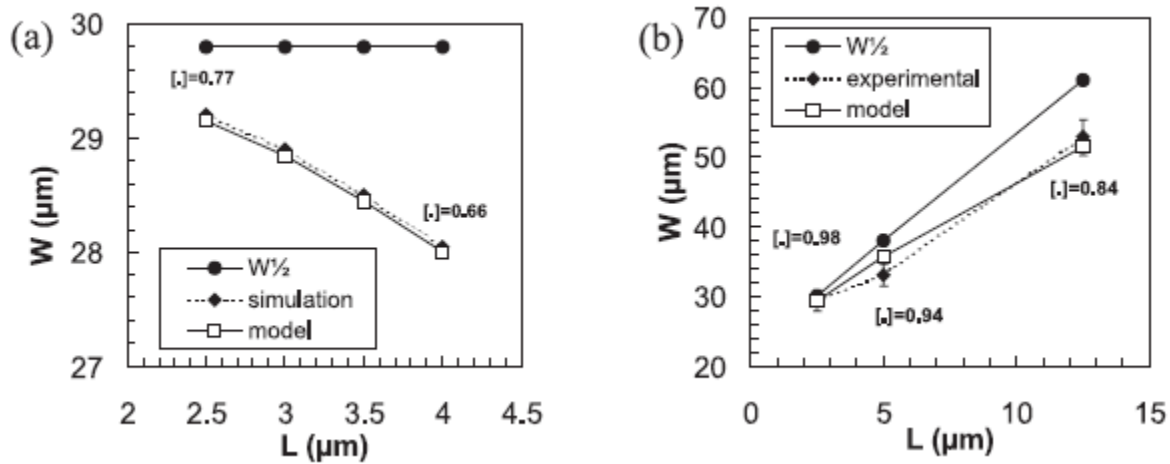 (a)
30
29
28
27
W (μm)
[.]=0.77
[.]=0.66
W½
simulation
model
2 2.5 3 3.5 4 4.5
L (μm)
(b)
70
60
50
40
30
20
W (μm)
W½
experimental
model
[.]=0.98
[.]=0.84
[.]=0.94
0 5 10 15
L (μm)